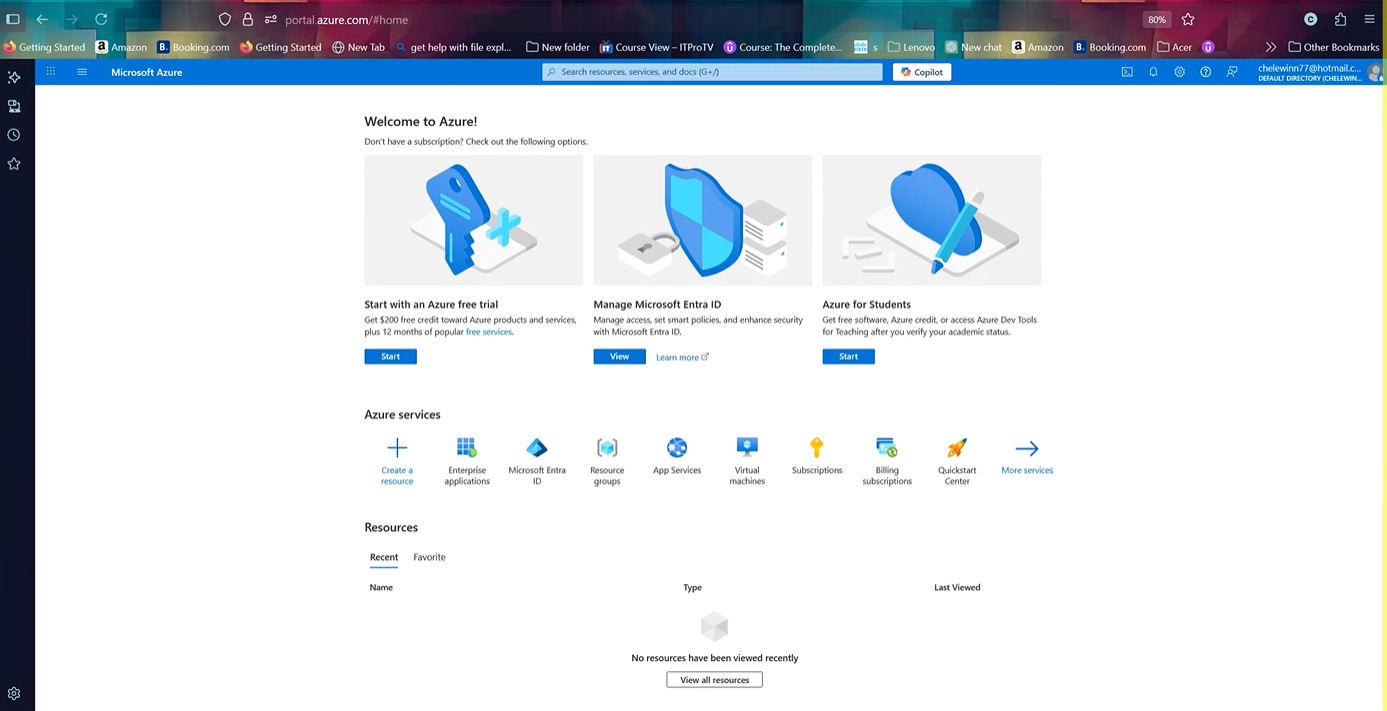 portal.azure.com/#home
80%
C
Getting Started
a Amazon
B. Booking.com
Getting Started
New Tab
get help with file expl...
New folder
Course View – ITProTV
Course: The Complete...
s
Lenovo
New chat
a Amazon
B. Booking.com
Acer
Other Bookmarks
Microsoft Azure
Search resources, services, and docs (G+/)
Copilot
chelewinn77@hotmail.c...
DEFAULT DIRECTORY (CHELEWIN...
Welcome to Azure!
Don't have a subscription? Check out the following options.
Start with an Azure free trial
Get $200 free credit toward Azure products and services,
plus 12 months of popular free services.
Start
Manage Microsoft Entra ID
Manage access, set smart policies, and enhance security
with Microsoft Entra ID.
View
Learn more
Azure for Students
Get free software, Azure credit, or access Azure Dev Tools
for Teaching after you verify your academic status.
Start
Azure services
Create a
resource
Enterprise
applications
Microsoft Entra
ID
Resource
groups
App Services
Virtual
machines
Subscriptions
Billing
subscriptions
Quickstart
Center
More services
Resources
Recent
Favorite
Name
Type
Last Viewed
No resources have been viewed recently
View all resources